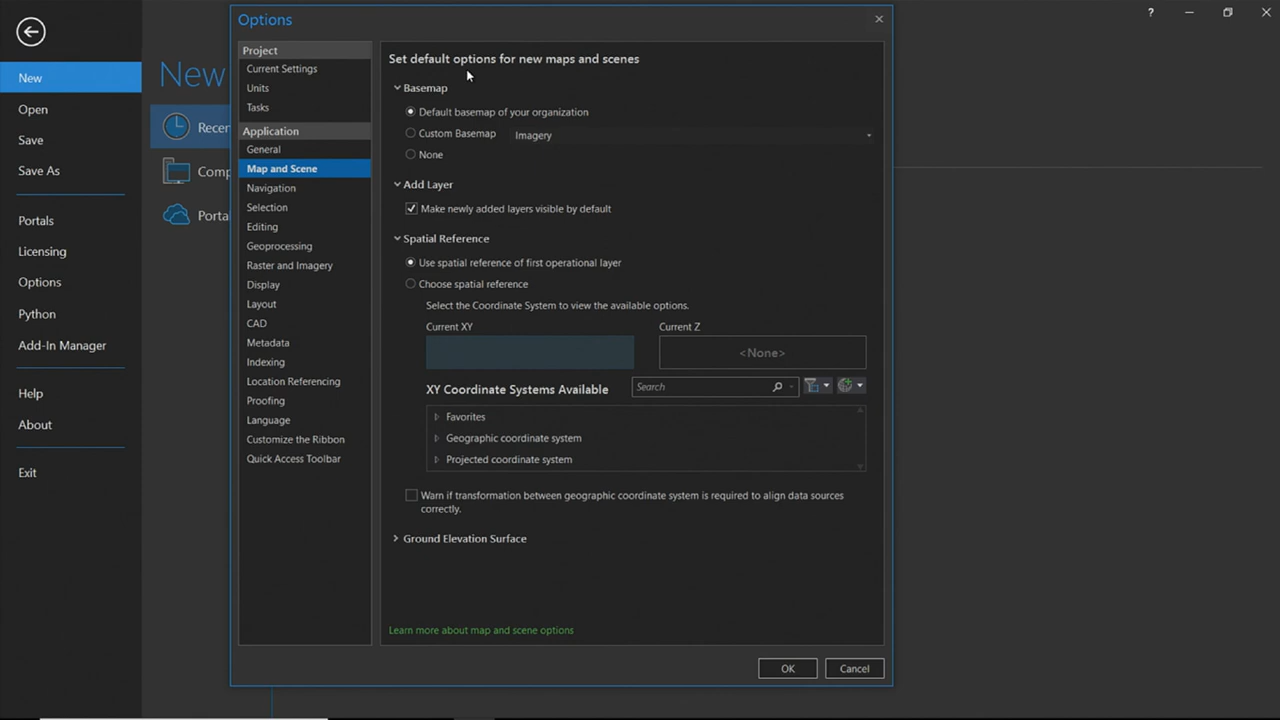 ?
New
Open
Save
Save As
Portals
Licensing
Options
Python
Add-In Manager
Help
About
Exit
New
Recen
Comp
Porta
Options
Project
Current Settings
Units
Tasks
Application
General
Map and Scene
Navigation
Selection
Editing
Geoprocessing
Raster and Imagery
Display
Layout
CAD
Metadata
Indexing
Location Referencing
Proofing
Language
Customize the Ribbon
Quick Access Toolbar
Set default options for new maps and scenes
Basemap
Default basemap of your organization
Custom Basemap Imagery
None
Add Layer
Make newly added layers visible by default
Spatial Reference
Use spatial reference of first operational layer
Choose spatial reference
Select the Coordinate System to view the available options.
Current XY Current Z
<None>
XY Coordinate Systems Available Search
Favorites
Geographic coordinate system
Projected coordinate system
Warn if transformation between geographic coordinate system is required to align data sources
correctly.
Ground Elevation Surface
Learn more about map and scene options
OK Cancel